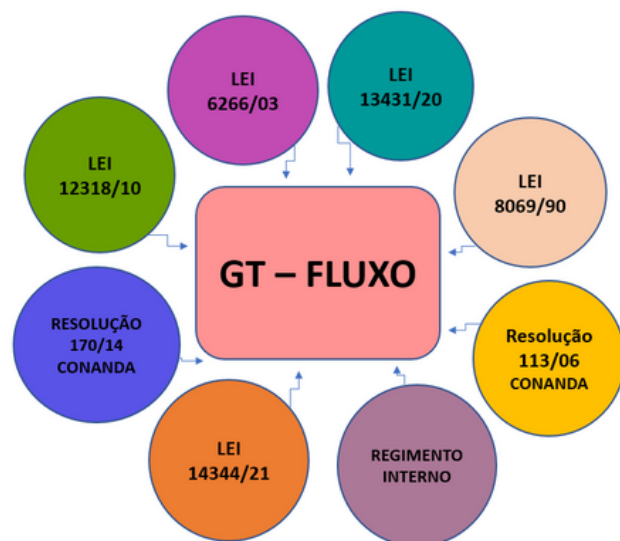 LEI
6266/03
LEI
13431/20
LEI
12318/10
LEI
8069/90
GT – FLUXO
RESOLUÇÃO
170/14
CONANDA
Resolução
113/06
CONANDA
LEI
14344/21
REGIMENTO
INTERNO